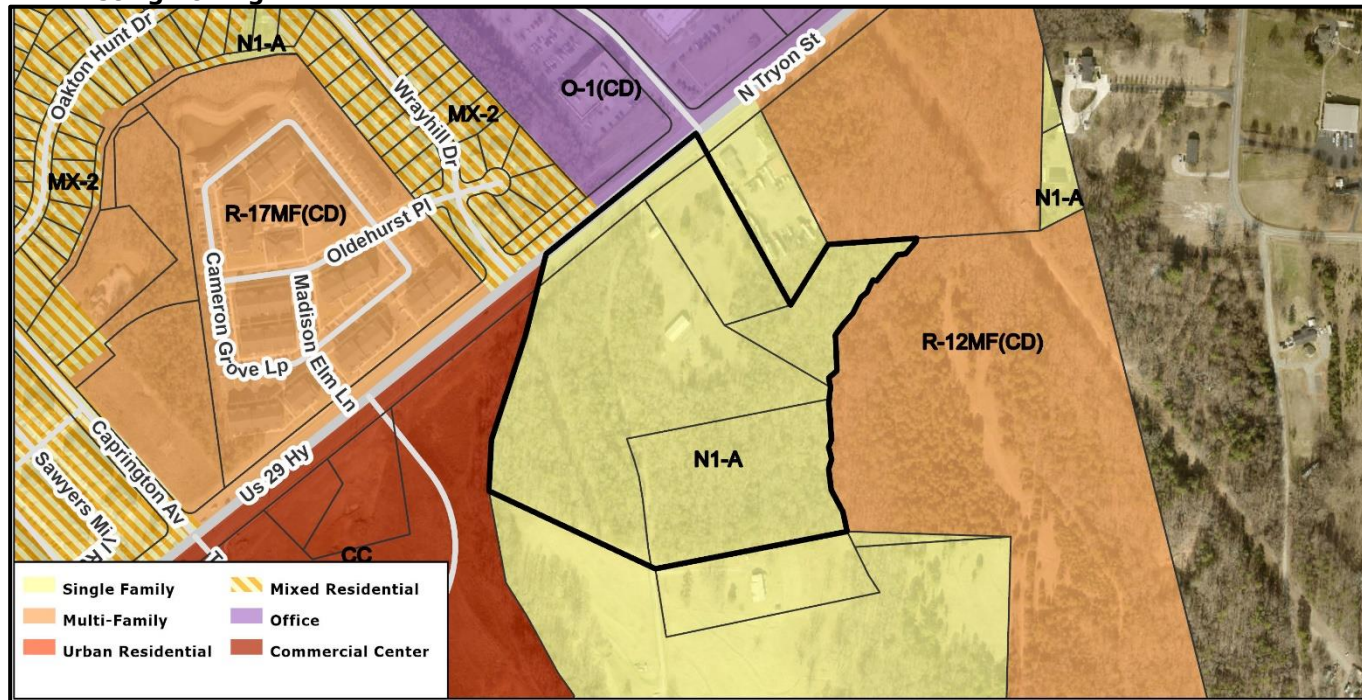 N1-A
Oakton Hunt Dr
Wrayhill Dr
O-1(CD)
N Tryon St
MX-2
MX-2
R-17MF(CD)
Oldehurst Pl
N1-A
Cameron Grove Lp
Madison Elm Ln
R-12MF(CD)
Caprington Av
Us 29 Hy
N1-A
Sawyers Mi
CC
Single Family
Mixed Residential
Multi-Family
Office
Urban Residential
Commercial Center